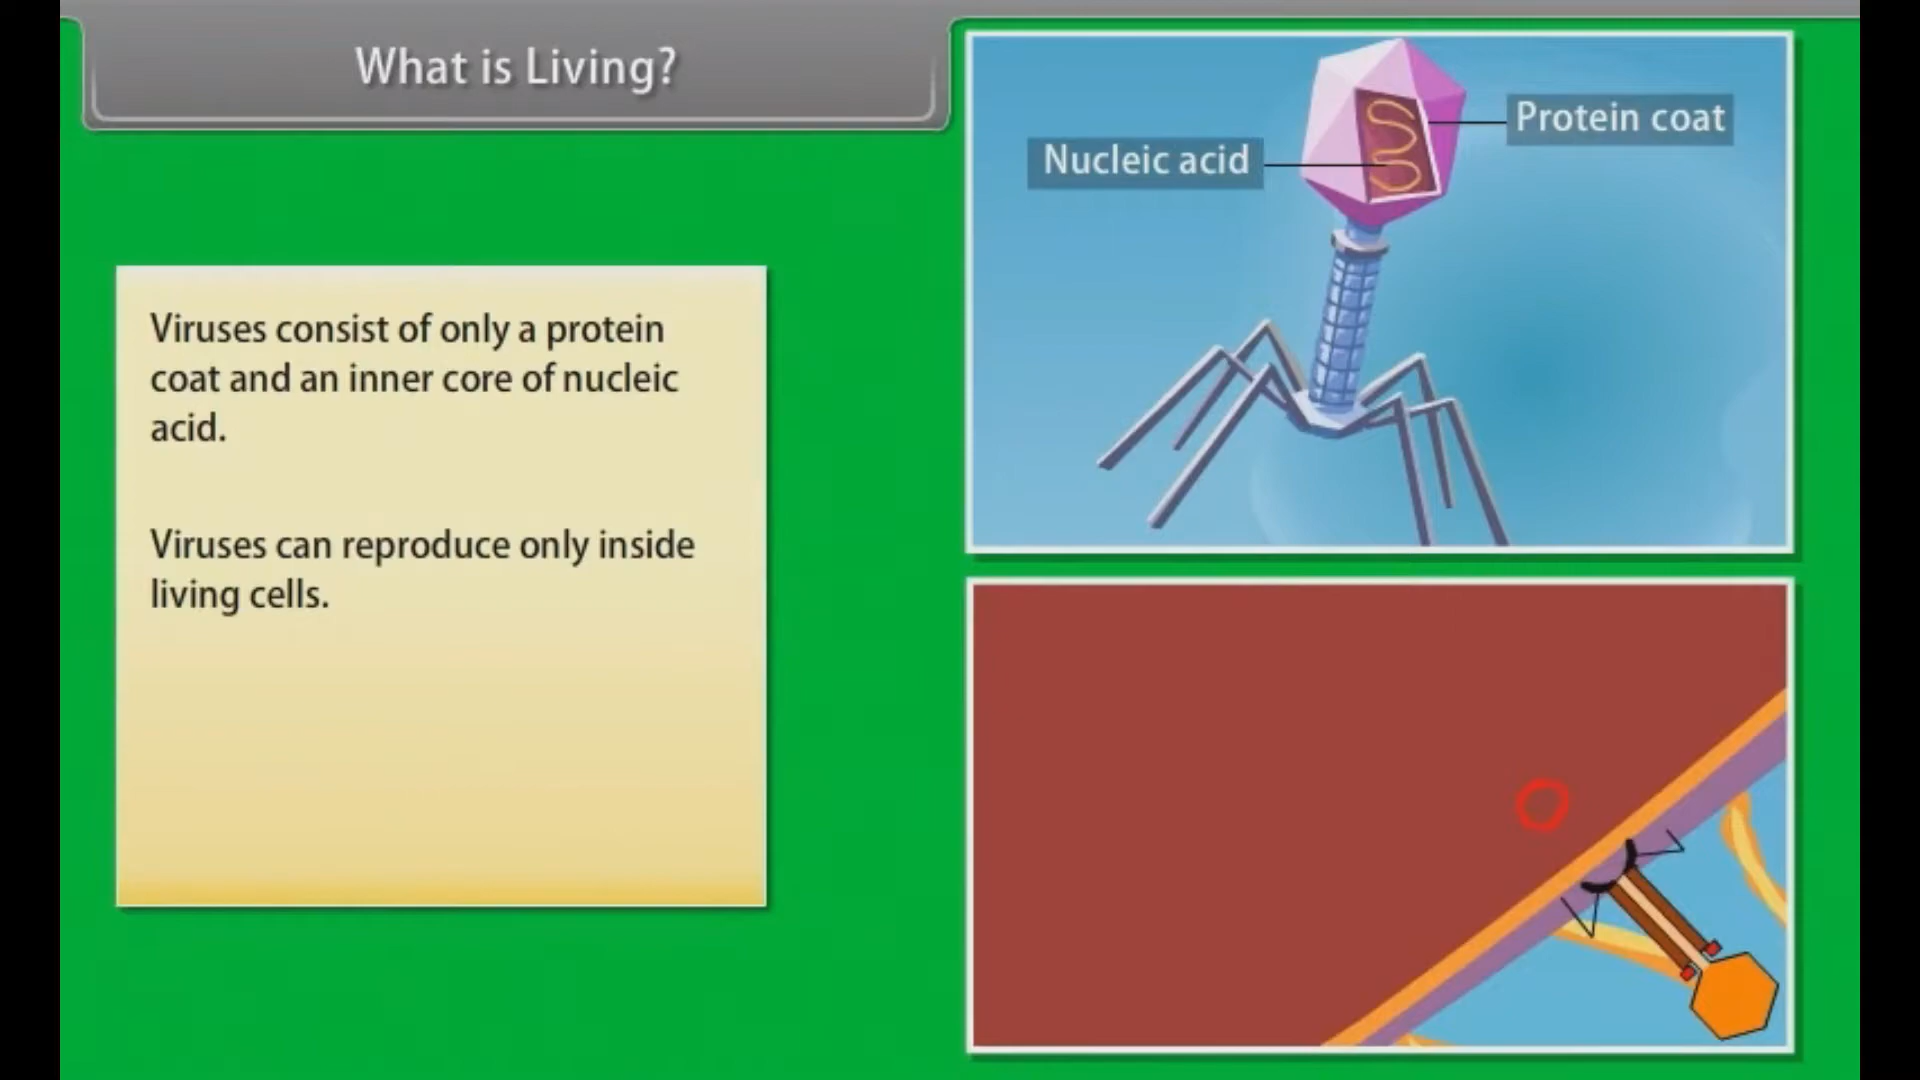 What is Living?
Nucleic acid
Protein coat
Viruses consist of only a protein
coat and an inner core of nucleic
acid.
Viruses can reproduce only inside
living cells.